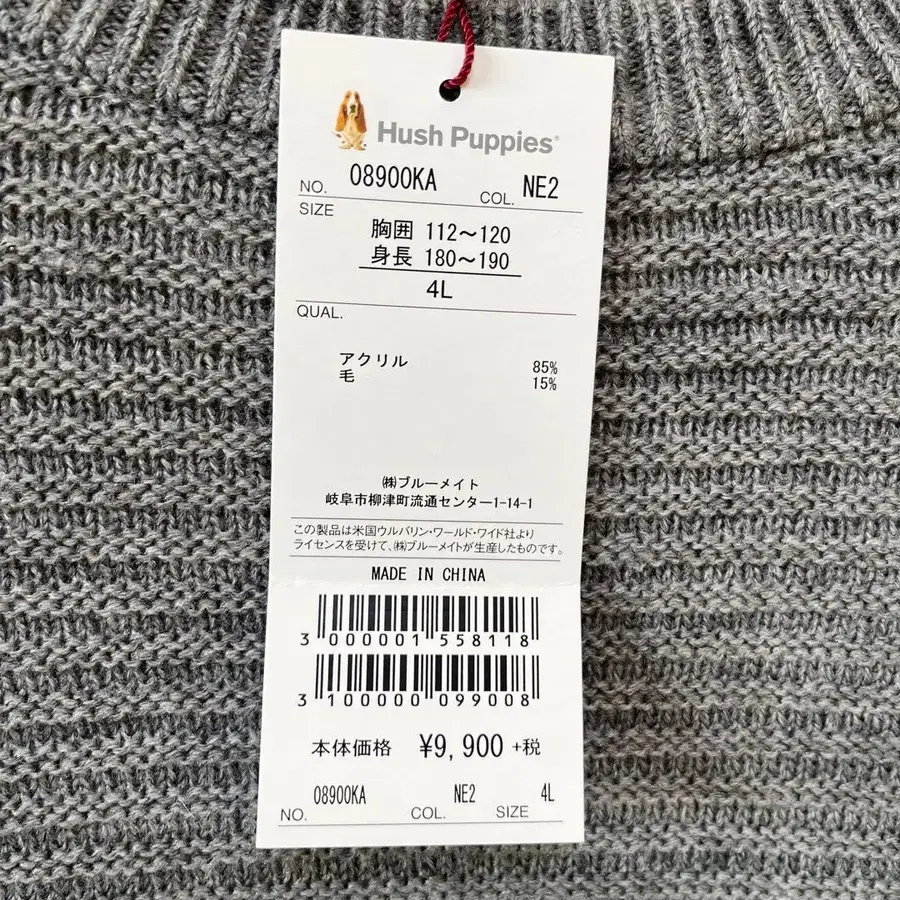 Hush Puppies®
NO. 08900KA COL. NE2
SIZE
胸囲 112～120
身長 180～190
4L
QUAL.
アクリル 85%
毛 15%
㈱ブルーメイト
岐阜市柳津町流通センター1-14-1
この製品は米国ウルバリン・ワールド・ワイド社より
ライセンスを受けて、㈱ブルーメイトが生産したものです。
MADE IN CHINA
3 000001 558118
3 100000 099008
本体価格 ¥9,900 +税
NO. 08900KA COL. NE2 SIZE 4L